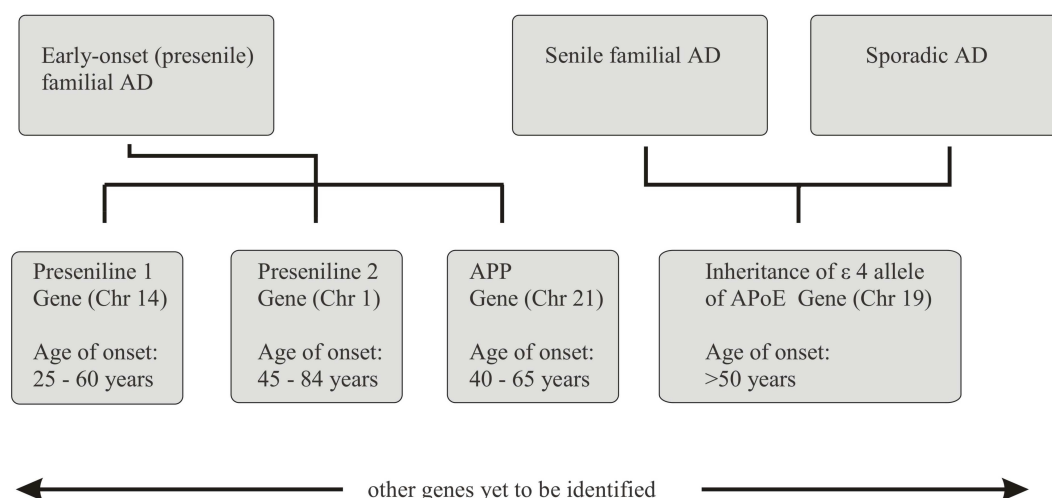 Early-onset (presenile)
familial AD
Senile familial AD
Sporadic AD
Preseniline 1
Gene (Chr 14)
Age of onset:
25 - 60 years
Preseniline 2
Gene (Chr 1)
Age of onset:
45 - 84 years
APP
Gene (Chr 21)
Age of onset:
40 - 65 years
Inheritance of ε 4 allele
of APoE Gene (Chr 19)
Age of onset:
>50 years
other genes yet to be identified